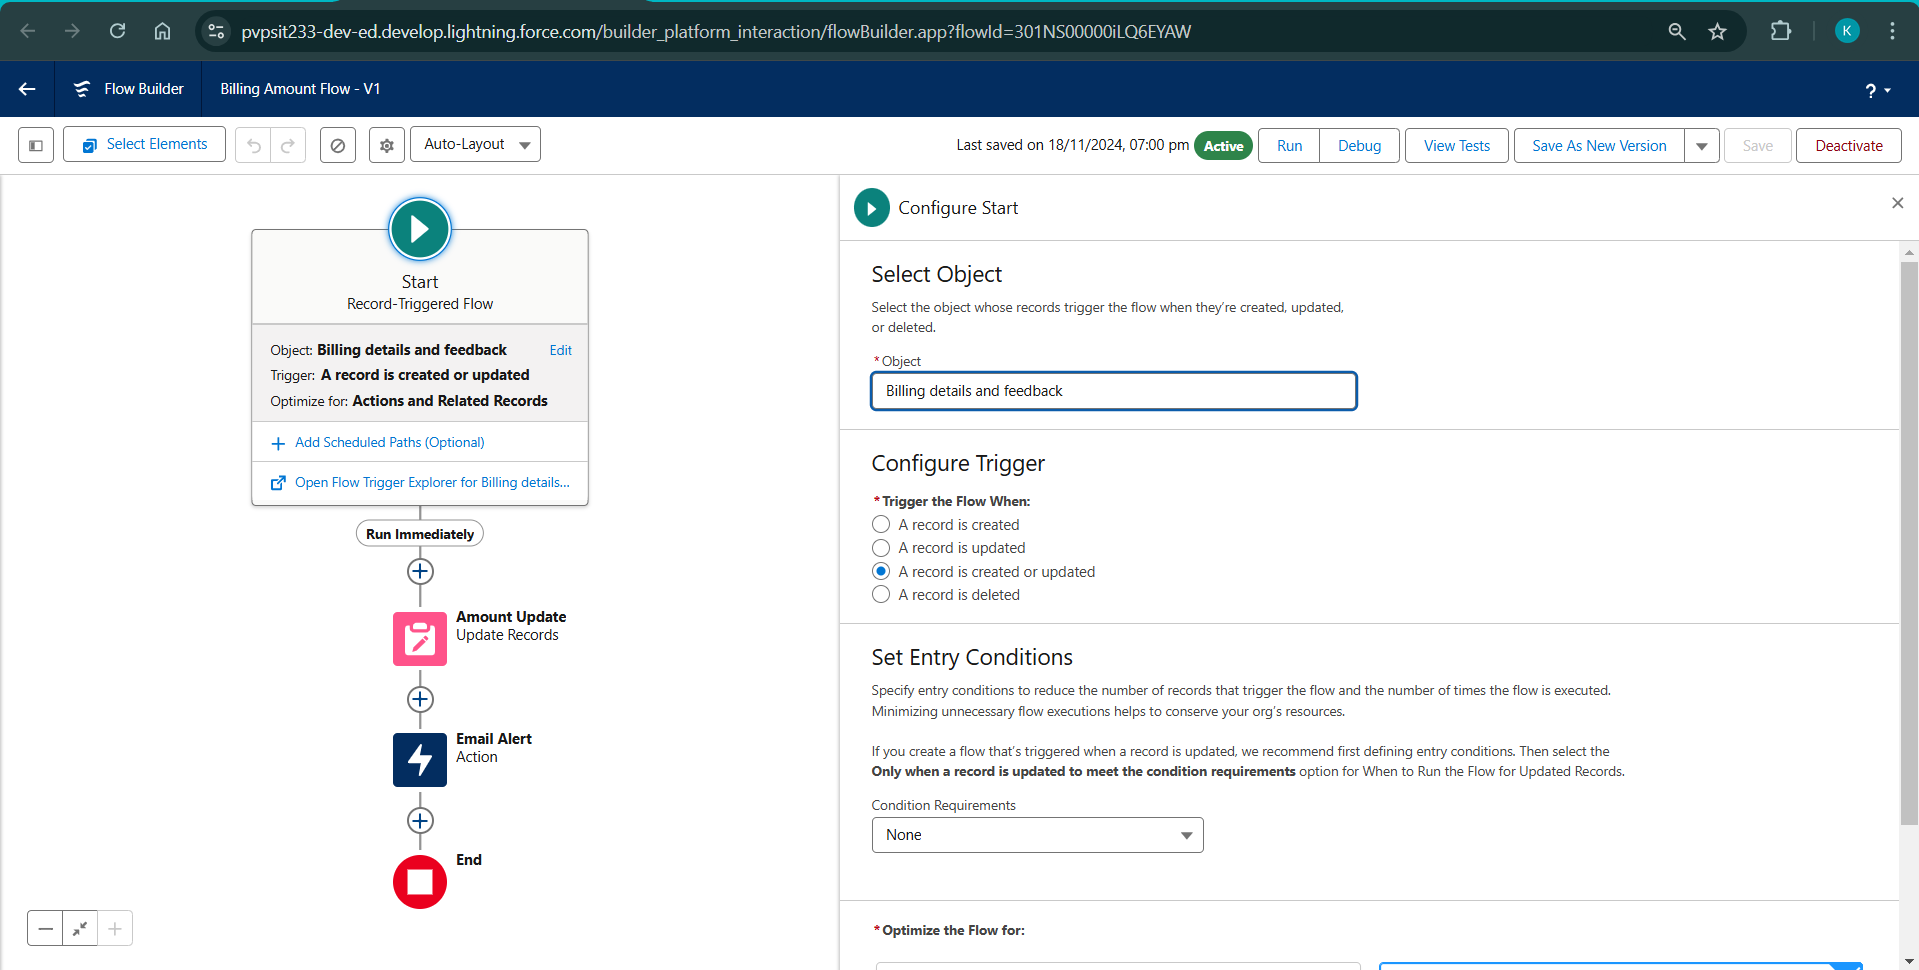 pvpsit233-dev-ed.develop.lightning.force.com/builder_platform_interaction/flowBuilder.app?flowId=301NS00000iLQ6EYAW
K
Flow Builder
Billing Amount Flow - V1
?
Select Elements
Auto-Layout
Last saved on 18/11/2024, 07:00 pm
Active
Run
Debug
View Tests
Save As New Version
Save
Deactivate
Start
Record-Triggered Flow
Object: Billing details and feedback
Edit
Trigger: A record is created or updated
Optimize for: Actions and Related Records
Add Scheduled Paths (Optional)
Open Flow Trigger Explorer for Billing details...
Run Immediately
Amount Update
Update Records
Email Alert
Action
End
Configure Start
Select Object
Select the object whose records trigger the flow when they're created, updated,
or deleted.
* Object
Billing details and feedback
Configure Trigger
* Trigger the Flow When:
A record is created
A record is updated
A record is created or updated
A record is deleted
Set Entry Conditions
Specify entry conditions to reduce the number of records that trigger the flow and the number of times the flow is executed.
Minimizing unnecessary flow executions helps to conserve your org's resources.
If you create a flow that's triggered when a record is updated, we recommend first defining entry conditions. Then select the
Only when a record is updated to meet the condition requirements option for When to Run the Flow for Updated Records.
Condition Requirements
None
* Optimize the Flow for: